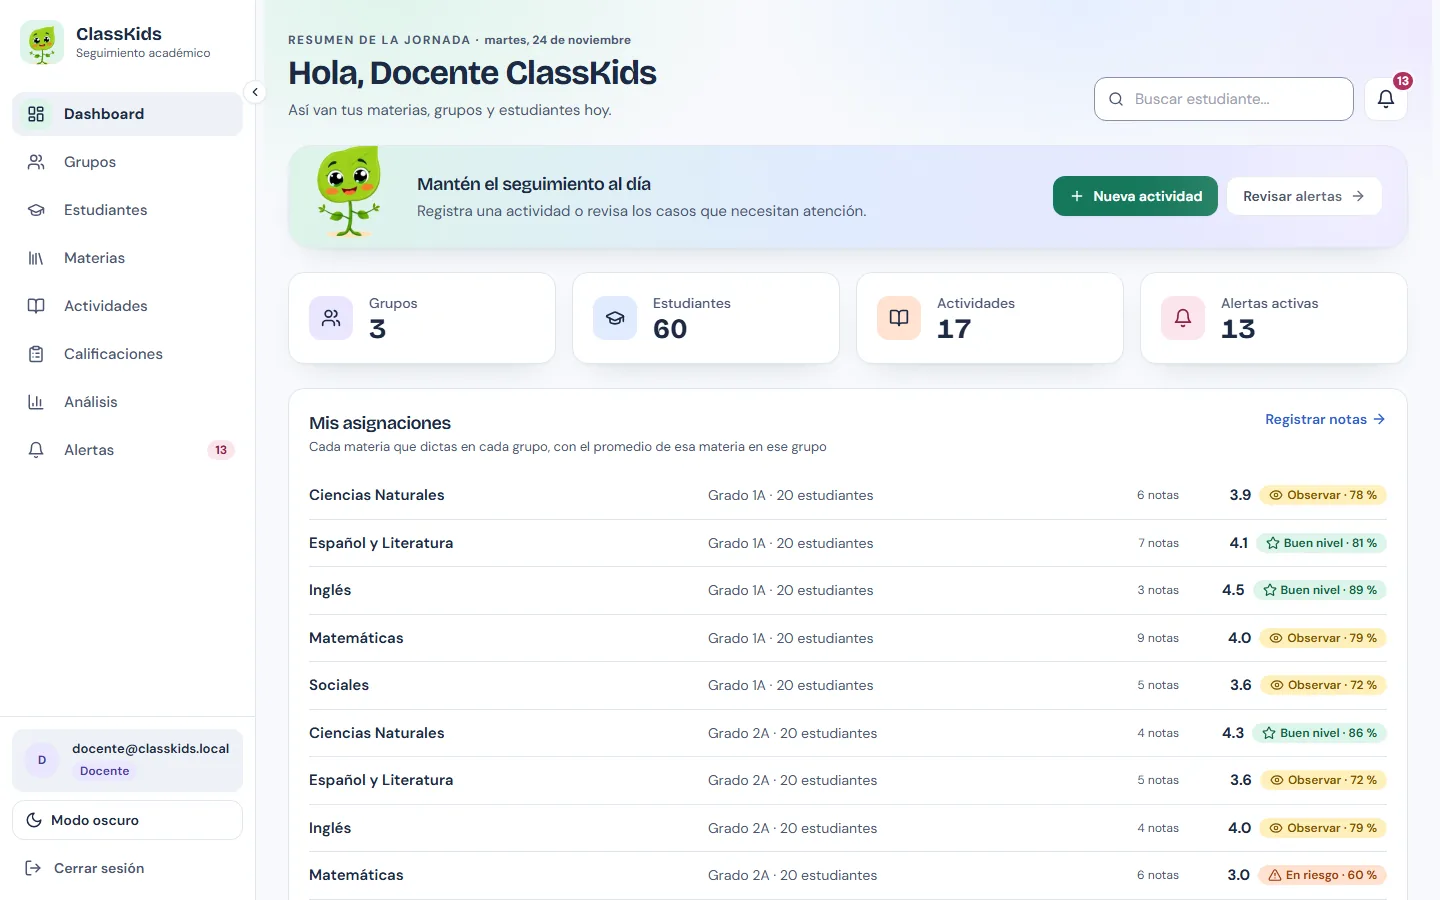 ClassKids
Seguimiento académico
Dashboard
Grupos
Estudiantes
Materias
Actividades
Calificaciones
Análisis
Alertas 13
D
docente@classkids.local
Docente
Modo oscuro
Cerrar sesión
RESUMEN DE LA JORNADA · martes, 24 de noviembre
Hola, Docente ClassKids
Así van tus materias, grupos y estudiantes hoy.
Buscar estudiante...
13
Mantén el seguimiento al día
Registra una actividad o revisa los casos que necesitan atención.
Nueva actividad
Revisar alertas
Grupos
3
Estudiantes
60
Actividades
17
Alertas activas
13
Mis asignaciones
Registrar notas
Cada materia que dictas en cada grupo, con el promedio de esa materia en ese grupo
Ciencias Naturales Grado 1A · 20 estudiantes 6 notas 3.9 Observar · 78 %
Español y Literatura Grado 1A · 20 estudiantes 7 notas 4.1 Buen nivel · 81 %
Inglés Grado 1A · 20 estudiantes 3 notas 4.5 Buen nivel · 89 %
Matemáticas Grado 1A · 20 estudiantes 9 notas 4.0 Observar · 79 %
Sociales Grado 1A · 20 estudiantes 5 notas 3.6 Observar · 72 %
Ciencias Naturales Grado 2A · 20 estudiantes 4 notas 4.3 Buen nivel · 86 %
Español y Literatura Grado 2A · 20 estudiantes 5 notas 3.6 Observar · 72 %
Inglés Grado 2A · 20 estudiantes 4 notas 4.0 Observar · 79 %
Matemáticas Grado 2A · 20 estudiantes 6 notas 3.0 En riesgo · 60 %